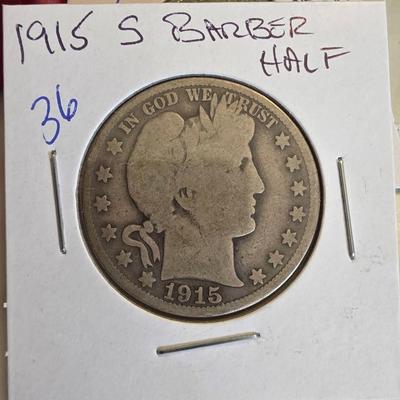 1915 S BARBER
HALF
36
IN GOD WE TRUST
1915